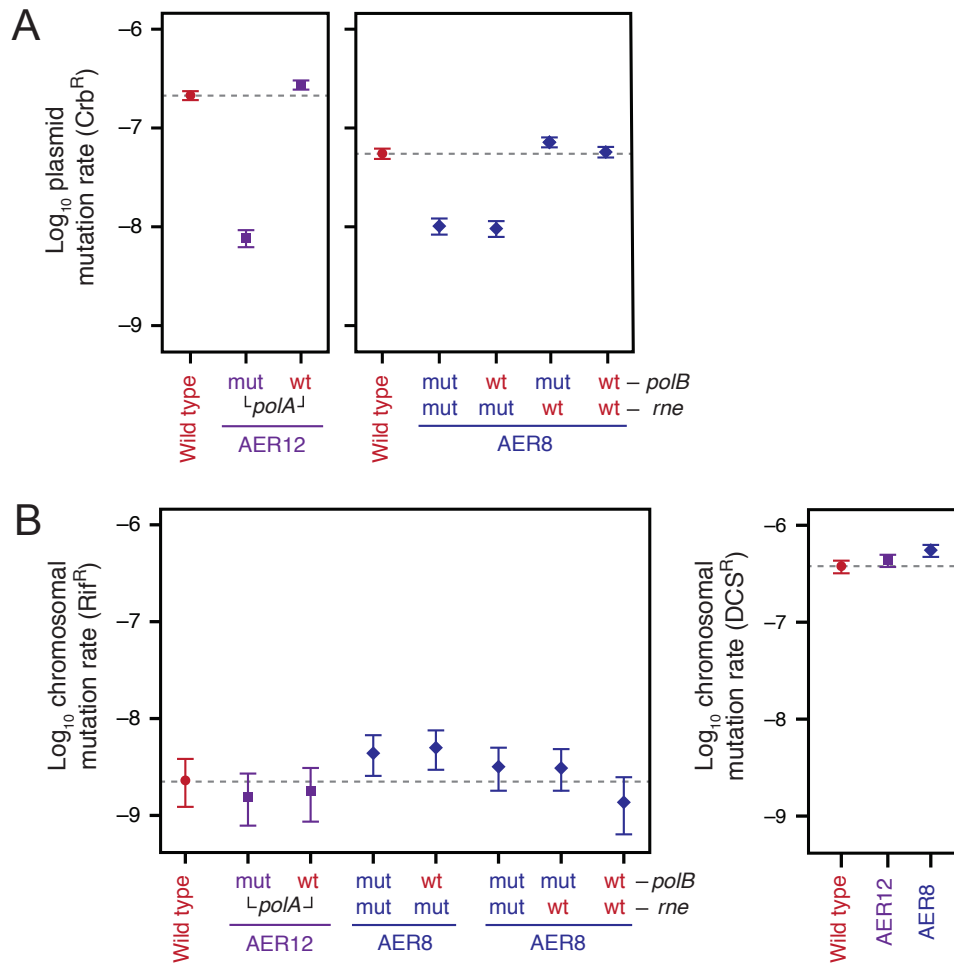 A
Log10 plasmid
mutation rate (CrbR)
–6
–7
–8
–9
Wild type
mut wt
└polA┘
AER12
Wild type
mut wt mut wt – polB
mut mut wt wt – rne
AER8
B
Log10 chromosomal
mutation rate (RifR)
–6
–7
–8
–9
Wild type
mut wt
└polA┘
AER12
mut wt mut mut wt – polB
mut mut mut wt wt – rne
AER8 AER8
Log10 chromosomal
mutation rate (DCSR)
–6
–7
–8
–9
Wild type
AER12
AER8